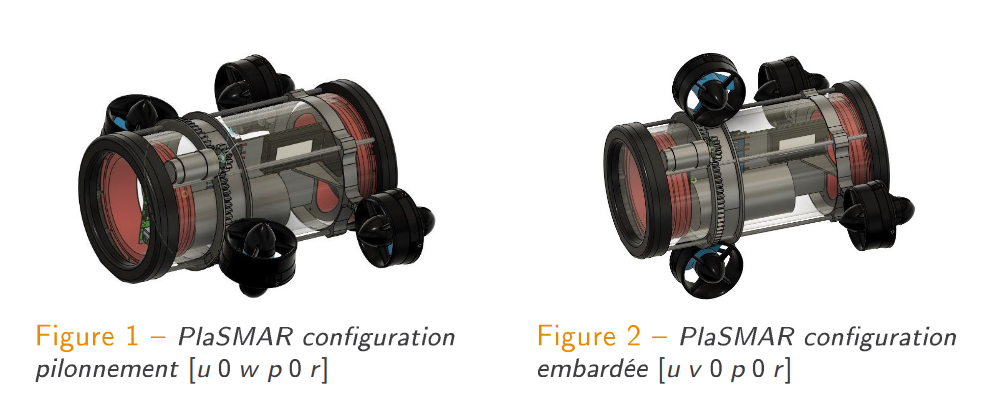 Figure 1 – PlaSMAR configuration
pilonnement [u 0 w p 0 r]
Figure 2 – PlaSMAR configuration
embardée [u v 0 p 0 r]